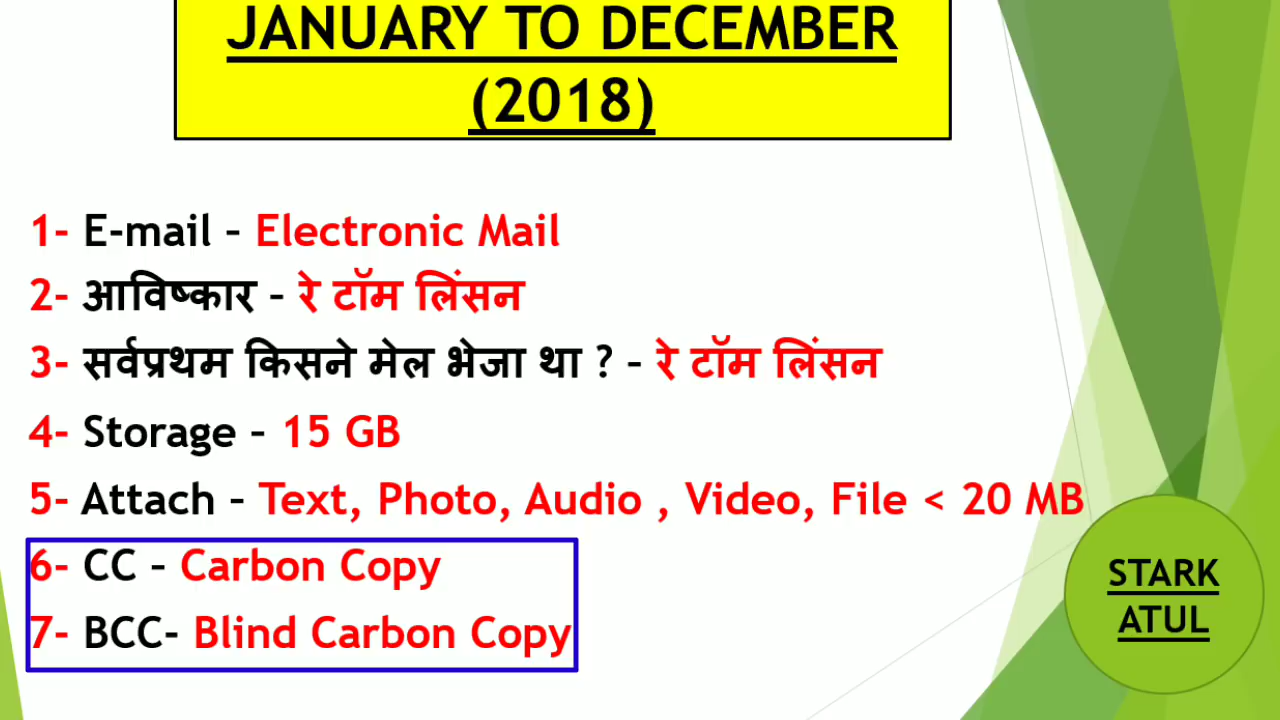 JANUARY TO DECEMBER
(2018)
1- E-mail – Electronic Mail
2- आविष्कार – रे टॉम लिंसन
3- सर्वप्रथम किसने मेल भेजा था ? – रे टॉम लिंसन
4- Storage – 15 GB
5- Attach – Text, Photo, Audio , Video, File < 20 MB
6- CC – Carbon Copy
7- BCC- Blind Carbon Copy
STARK
ATUL